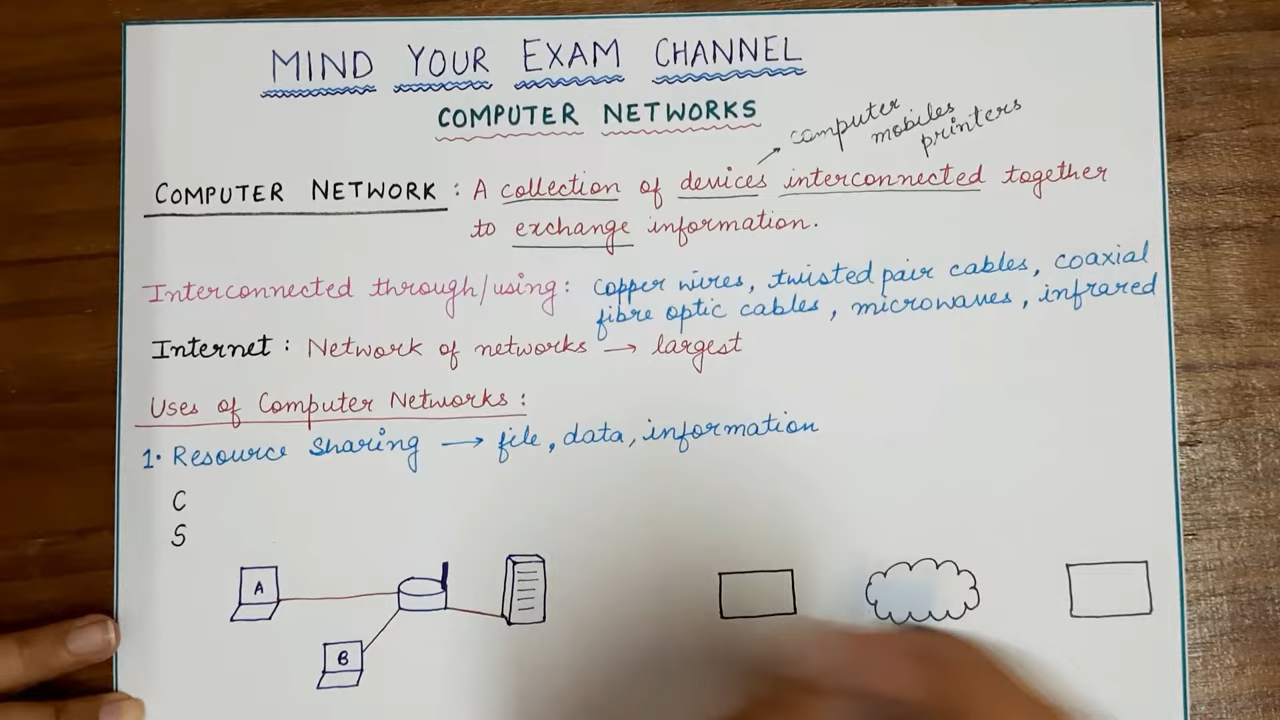 MIND YOUR EXAM CHANNEL
COMPUTER NETWORKS
computer
mobiles
printers
COMPUTER NETWORK : A collection of devices interconnected together
to exchange information.
Interconnected through/using: copper wires, twisted pair cables, coaxial
fibre optic cables, microwaves, infrared
Internet : Network of networks → largest
Uses of Computer Networks :
1. Resource Sharing → file, data, information
C
S
A
B